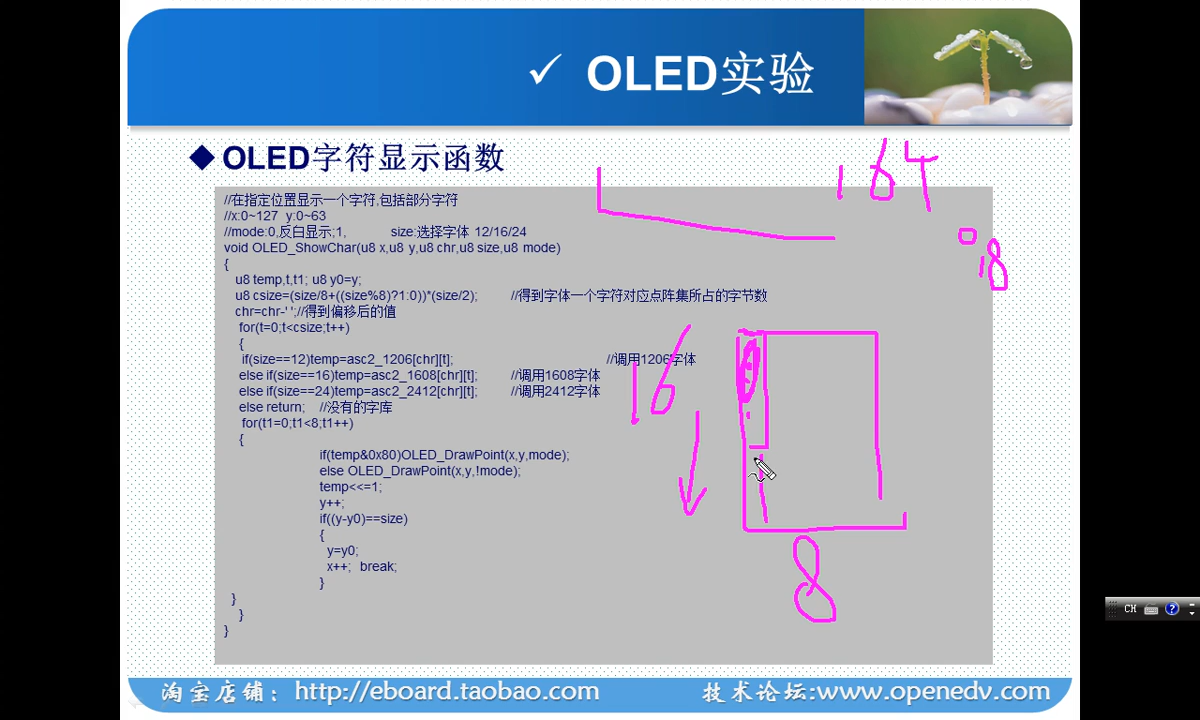 ✓ OLED实验
◆ OLED字符显示函数
//在指定位置显示一个字符,包括部分字符
//x:0~127 y:0~63
//mode:0,反白显示;1, size:选择字体 12/16/24
void OLED_ShowChar(u8 x,u8 y,u8 chr,u8 size,u8 mode)
{
u8 temp,t,t1; u8 y0=y;
u8 csize=(size/8+((size%8)?1:0))*(size/2); //得到字体一个字符对应点阵集所占的字节数
chr=chr-' ';//得到偏移后的值
for(t=0;t<csize;t++)
{
if(size==12)temp=asc2_1206[chr][t]; //调用1206字体
else if(size==16)temp=asc2_1608[chr][t]; //调用1608字体
else if(size==24)temp=asc2_2412[chr][t]; //调用2412字体
else return; //没有的字库
for(t1=0;t1<8;t1++)
{
if(temp&0x80)OLED_DrawPoint(x,y,mode);
else OLED_DrawPoint(x,y,!mode);
temp<<=1;
y++;
if((y-y0)==size)
{
y=y0;
x++; break;
}
}
}
}
164
18
16
8
CH
淘宝店铺：http://eboard.taobao.com 技术论坛:www.openedv.com